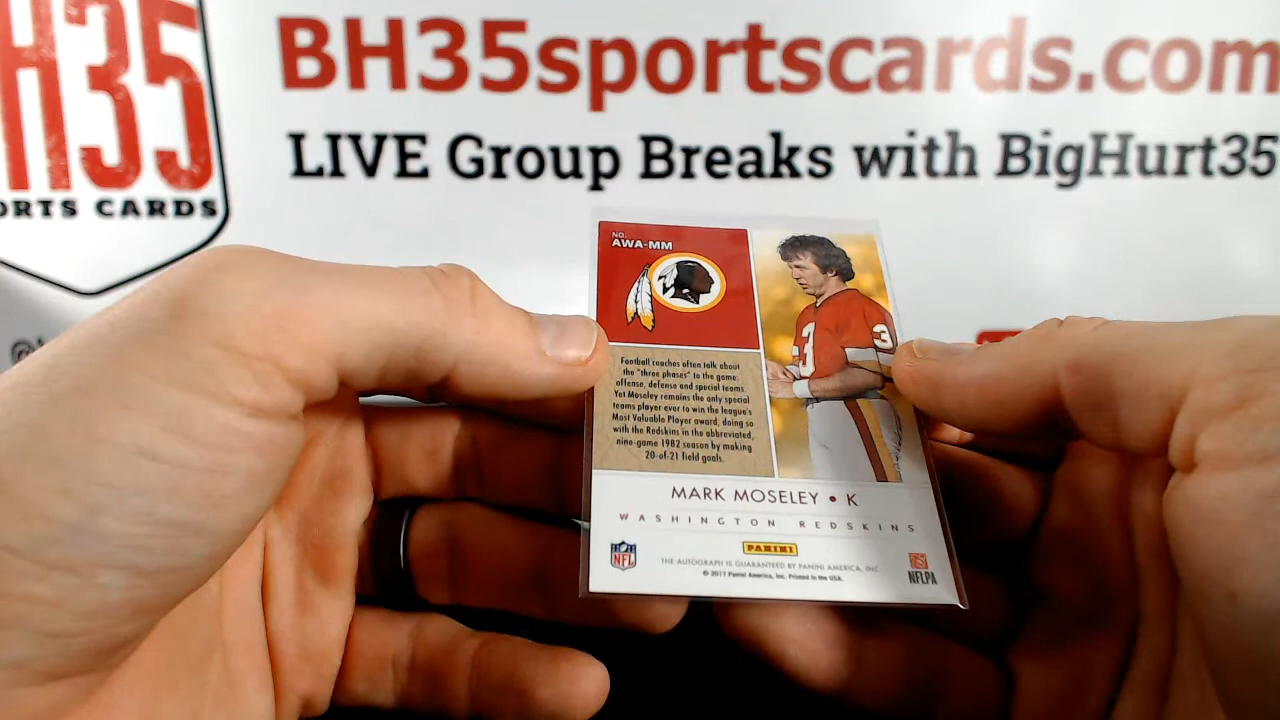 H35
ORTS CARDS
BH35sportscards.com
LIVE Group Breaks with BigHurt35
NO.
AWA-MM
Football coaches often talk about
the "three phases" to the game:
offense, defense and special teams.
Yet Moseley remains the only special
teams player ever to win the league's
Most Valuable Player award, doing so
with the Redskins in the abbreviated,
nine-game 1982 season by making
20-of-21 field goals.
3
3
MARK MOSELEY • K
WASHINGTON REDSKINS
PANINI
NFL
THE AUTOGRAPH IS GUARANTEED BY PANINI AMERICA, INC.
© 2017 Panini America, Inc. Printed in the USA.
NFLPA